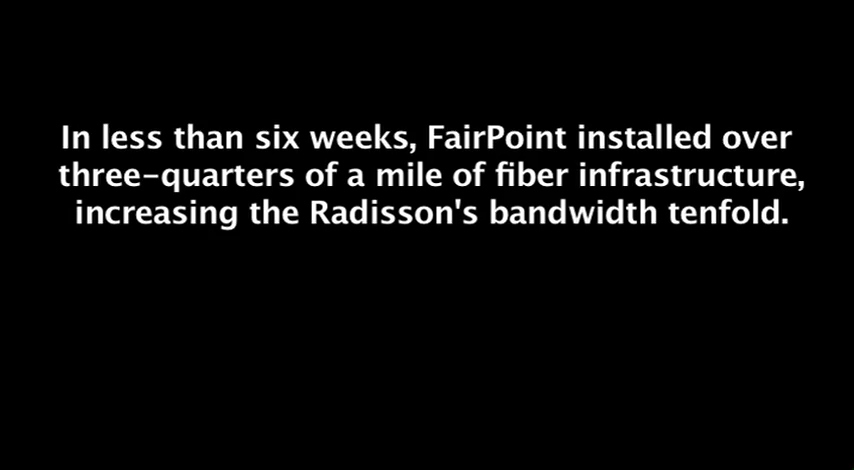 In less than six weeks, FairPoint installed over
three-quarters of a mile of fiber infrastructure,
increasing the Radisson's bandwidth tenfold.